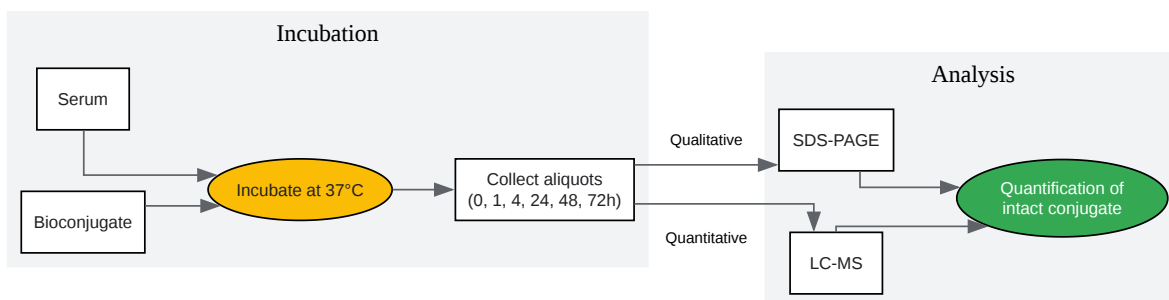 Incubation
Serum
Bioconjugate
Incubate at 37°C
Collect aliquots
(0, 1, 4, 24, 48, 72h)
Qualitative
Quantitative
Analysis
SDS-PAGE
LC-MS
Quantification of
intact conjugate